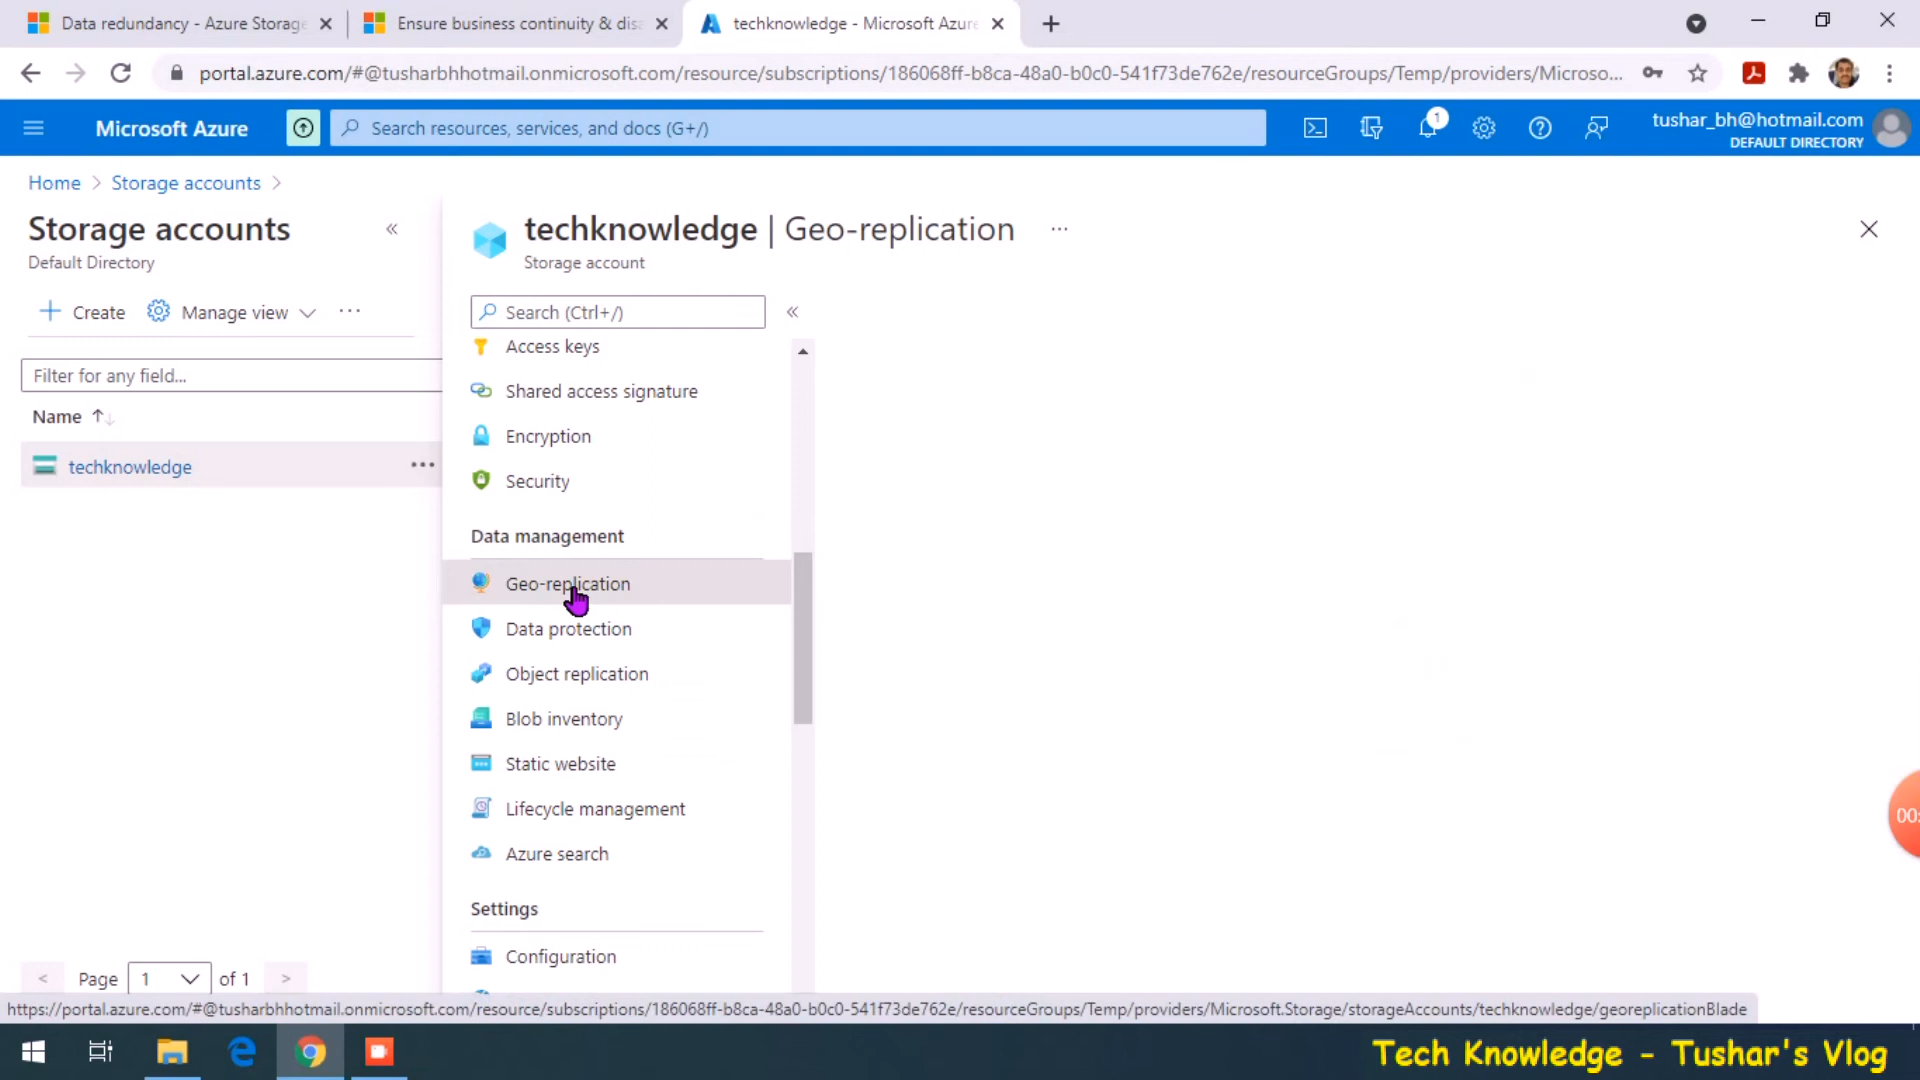 Data redundancy - Azure Storage
Ensure business continuity & disa
techknowledge - Microsoft Azure
portal.azure.com/#@tusharbhhotmail.onmicrosoft.com/resource/subscriptions/186068ff-b8ca-48a0-b0c0-541f73de762e/resourceGroups/Temp/providers/Microso...
Microsoft Azure
Search resources, services, and docs (G+/)
1
tushar_bh@hotmail.com
DEFAULT DIRECTORY
Home > Storage accounts >
Storage accounts
Default Directory
Create
Manage view
Filter for any field...
Name
techknowledge
Page 1 of 1
techknowledge | Geo-replication
Storage account
Search (Ctrl+/)
Access keys
Shared access signature
Encryption
Security
Data management
Geo-replication
Data protection
Object replication
Blob inventory
Static website
Lifecycle management
Azure search
Settings
Configuration
00:
https://portal.azure.com/#@tusharbhhotmail.onmicrosoft.com/resource/subscriptions/186068ff-b8ca-48a0-b0c0-541f73de762e/resourceGroups/Temp/providers/Microsoft.Storage/storageAccounts/techknowledge/georeplicationBlade
Tech Knowledge - Tushar's Vlog